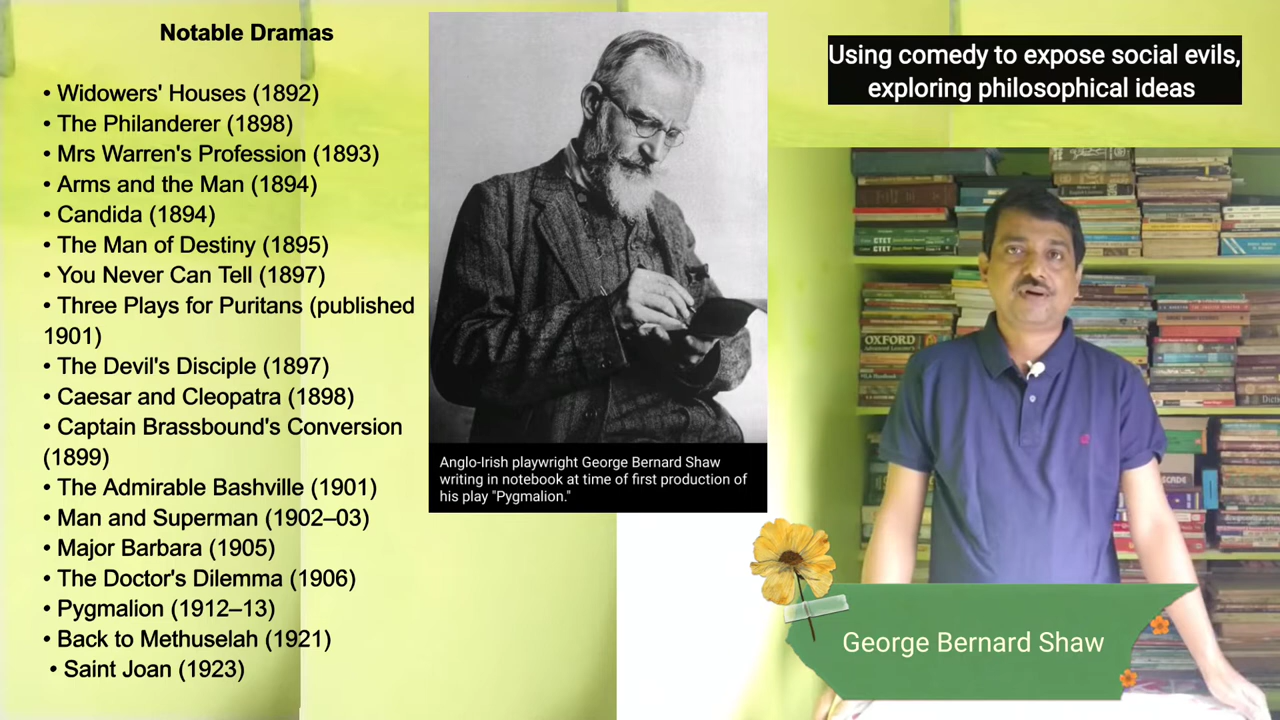 Notable Dramas
• Widowers' Houses (1892)
• The Philanderer (1898)
• Mrs Warren's Profession (1893)
• Arms and the Man (1894)
• Candida (1894)
• The Man of Destiny (1895)
• You Never Can Tell (1897)
• Three Plays for Puritans (published
1901)
• The Devil's Disciple (1897)
• Caesar and Cleopatra (1898)
• Captain Brassbound's Conversion
(1899)
• The Admirable Bashville (1901)
• Man and Superman (1902–03)
• Major Barbara (1905)
• The Doctor's Dilemma (1906)
• Pygmalion (1912–13)
• Back to Methuselah (1921)
• Saint Joan (1923)
Anglo-Irish playwright George Bernard Shaw
writing in notebook at time of first production of
his play "Pygmalion."
Using comedy to expose social evils,
exploring philosophical ideas
CTET
CTET
OXFORD
George Bernard Shaw